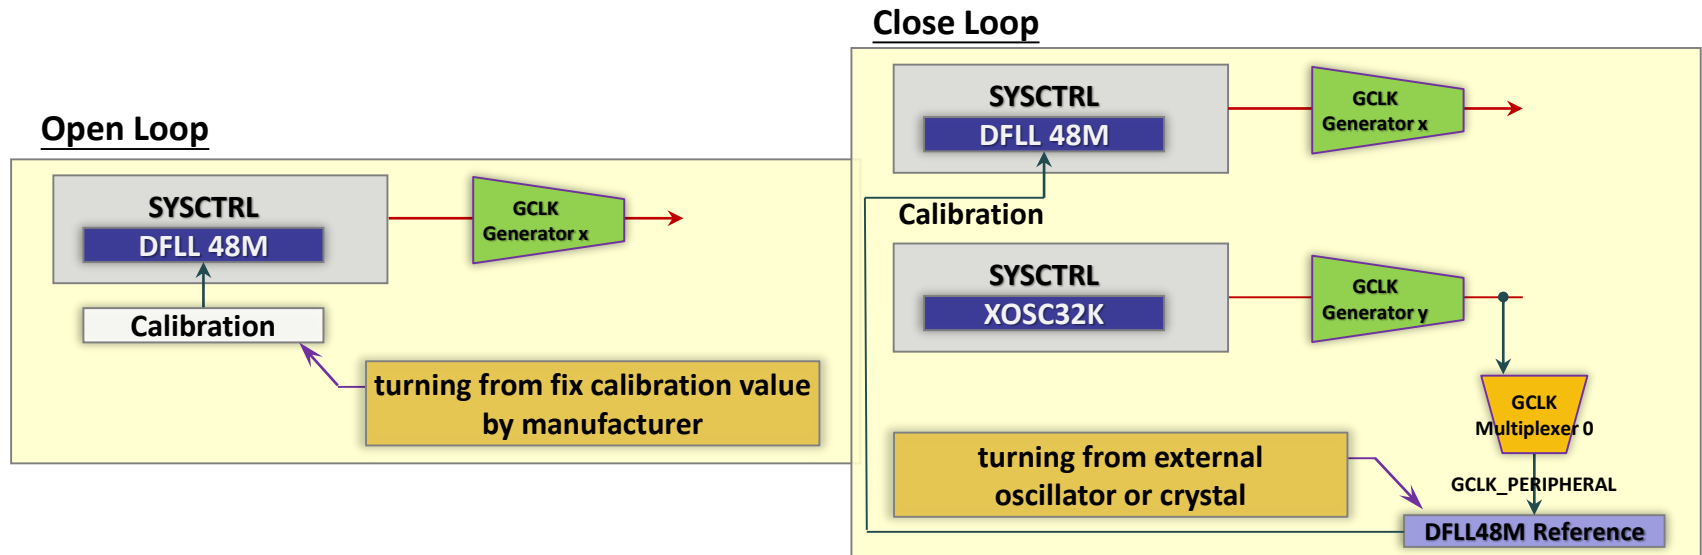 Open Loop
SYSCTRL
DFLL 48M
GCLK
Generator x
Calibration
turning from fix calibration value
by manufacturer
Close Loop
SYSCTRL
DFLL 48M
GCLK
Generator x
Calibration
SYSCTRL
XOSC32K
GCLK
Generator y
GCLK
Multiplexer 0
turning from external
oscillator or crystal
GCLK_PERIPHERAL
DFLL48M Reference